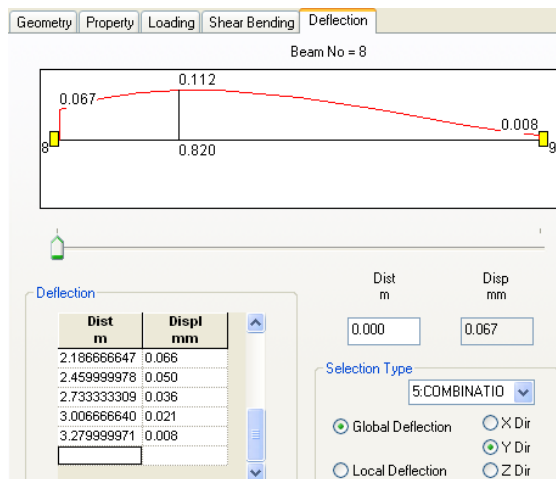 Geometry Property Loading Shear Bending Deflection
Beam No = 8
0.112
0.067
0.008
8
0.820
9
Dist Disp
m mm
Deflection
0.000 0.067
Dist Displ
m mm
2.186666647 0.066
2.459999978 0.050
2.733333309 0.036
3.006666640 0.021
3.279999971 0.008
Selection Type
5:COMBINATIO
Global Deflection X Dir
Y Dir
Local Deflection Z Dir